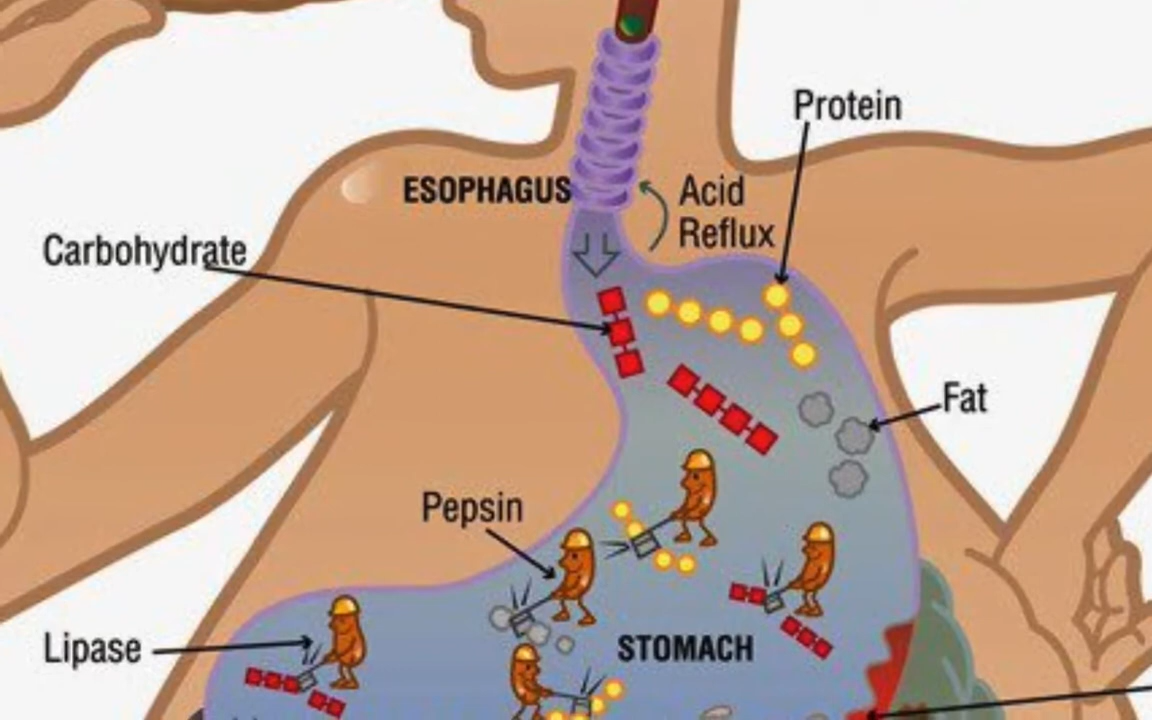 Protein
ESOPHAGUS
Acid
Reflux
Carbohydrate
Fat
Pepsin
STOMACH
Lipase